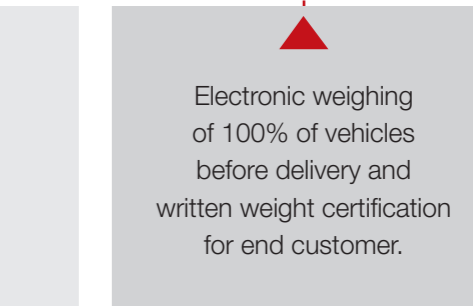 Electronic weighing
of 100% of vehicles
before delivery and
written weight certification
for end customer.